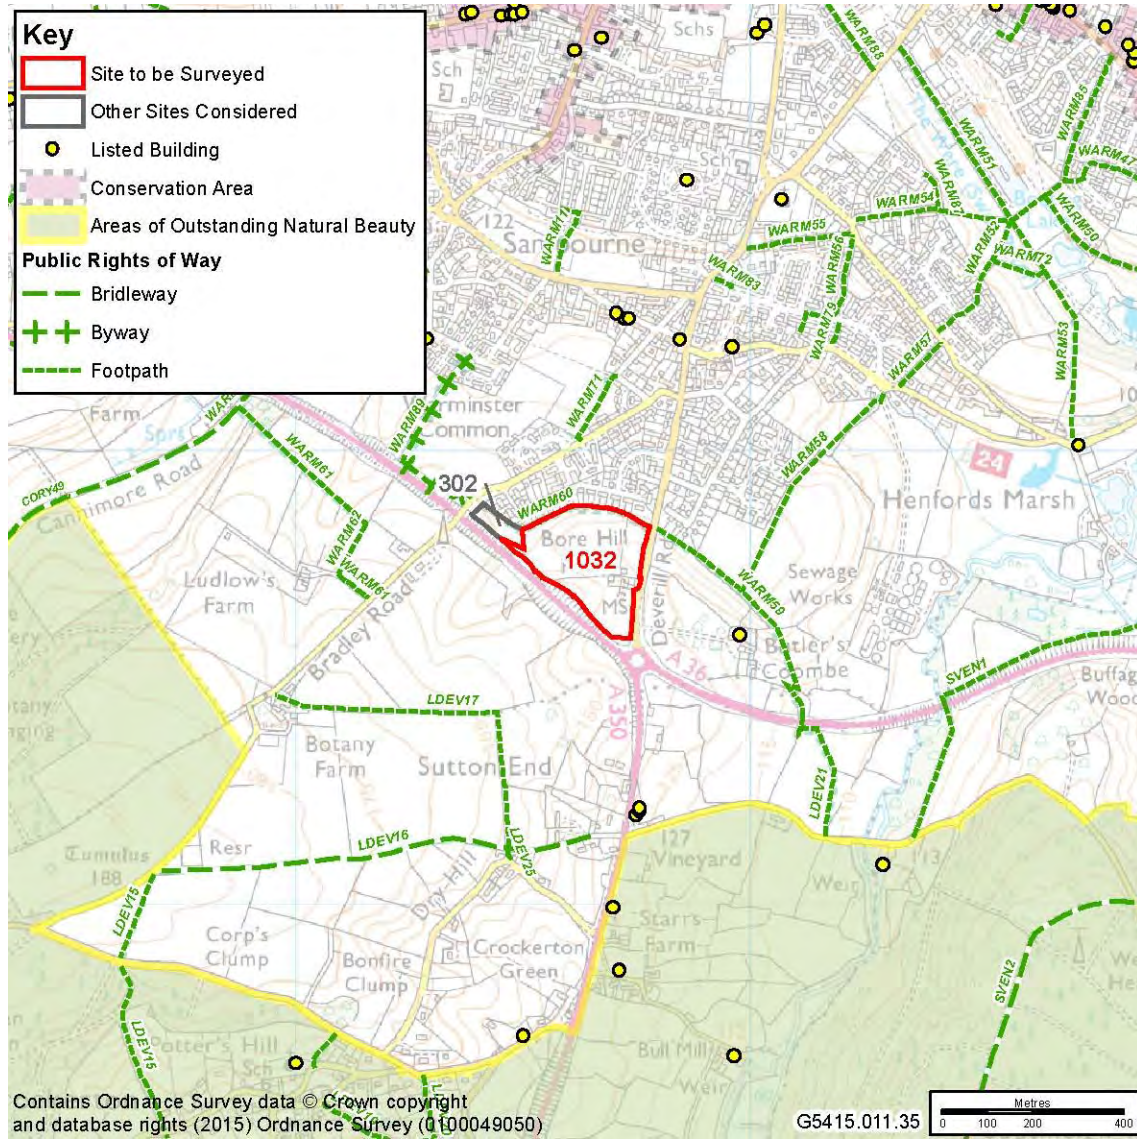 Key
Site to be Surveyed
Other Sites Considered
Listed Building
Conservation Area
Areas of Outstanding Natural Beauty
Public Rights of Way
Bridleway
Byway
Footpath
Schs
Sch
Sch
WARM88
WARM51
WARM85
WARM47
WARM50
WARM54
WARM87
WARM52
WARM72
WARM53
WARM55
WARM56
WARM83
WARM79
WARM57
WARM11
122
Sambourne
WARM71
WARM89
Common
WARM58
24
Henfords Marsh
Farm
Sprs
CORY49
Cannimore Road
WARM61
WARM62
WARM61
302
WARM60
Bore Hill
1032
MS
Deverill Rd
WARM59
Sewage
Works
Ludlow's
Farm
Bradley Road
Butler's
Coombe
A 36
A 350
SVEN1
LDEV17
Botany
Farm
Sutton End
LDEV21
LDEV16
LDEV25
Resr
Tumulus
188
LDEV15
Dry Hill
127
Vineyard
Weir
113
Corp's
Clump
Bonfire
Clump
Crockerton
Green
Starrs
Farm
SVEN2
LDEV15
Potter's Hill
Sch
Bull Mill
Weir
Contains Ordnance Survey data © Crown copyright
and database rights (2015) Ordnance Survey (0100049050)
G5415.011.35
Metres
0 100 200 400